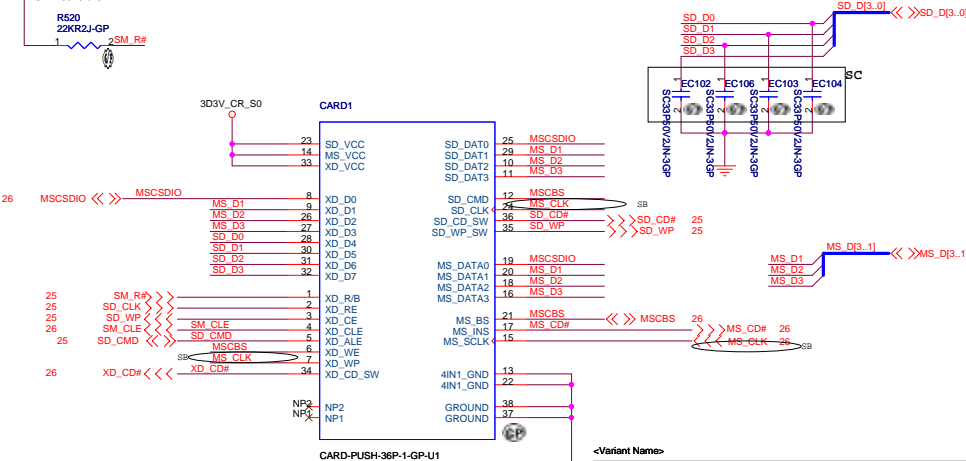 R520
22KR2J-GP
1 2 SM_R#
SD_D[3..0] SD_D[3..0]
SD_D0
SD_D1
SD_D2
SD_D3
SC
1 EC102 1 EC106 1 EC103 1 EC104
2 2 2 2
SC33P50V2JN-3GP SC33P50V2JN-3GP SC33P50V2JN-3GP SC33P50V2JN-3GP
3D3V_CR_S0
CARD1
23 SD_VCC SD_DAT0 25 MSCSDIO
14 MS_VCC SD_DAT1 29 MS_D1
33 XD_VCC SD_DAT2 10 MS_D2
SD_DAT3 11 MS_D3
26 MSCSDIO MSCSDIO 8 XD_D0 SD_CMD 12 MSCBS
MS_D1 9 XD_D1 SD_CLK 24 MS_CLK SB
MS_D2 26 XD_D2 SD_CD_SW 36 SD_CD# SD_CD# 25
MS_D3 27 XD_D3 SD_WP_SW 35 SD_WP SD_WP 25
SD_D0 28 XD_D4
SD_D1 30 XD_D5
SD_D2 31 XD_D6 MS_DATA0 19 MSCSDIO
SD_D3 32 XD_D7 MS_DATA1 20 MS_D1
MS_DATA2 18 MS_D2
MS_DATA3 16 MS_D3
MS_D[3..1] MS_D[3..1
MS_D1
MS_D2
MS_D3
25 SM_R# 1 XD_R/B
25 SD_CLK 2 XD_RE
25 SD_WP 3 XD_CE MS_BS 21 MSCBS MSCBS 26
26 SM_CLE SM_CLE 4 XD_CLE MS_INS 17 MS_CD# MS_CD# 26
25 SD_CMD SD_CMD 5 XD_ALE MS_SCLK 15 MS_CLK 26 SB
MSCBS 6 XD_WE
SB MS_CLK 7 XD_WP
26 XD_CD# XD_CD# 34 XD_CD_SW 4IN1_GND 13
4IN1_GND 22
NP2 NP2 GROUND 38
NP1 NP1 GROUND 37
GP
CARD-PUSH-36P-1-GP-U1
<Variant Name>